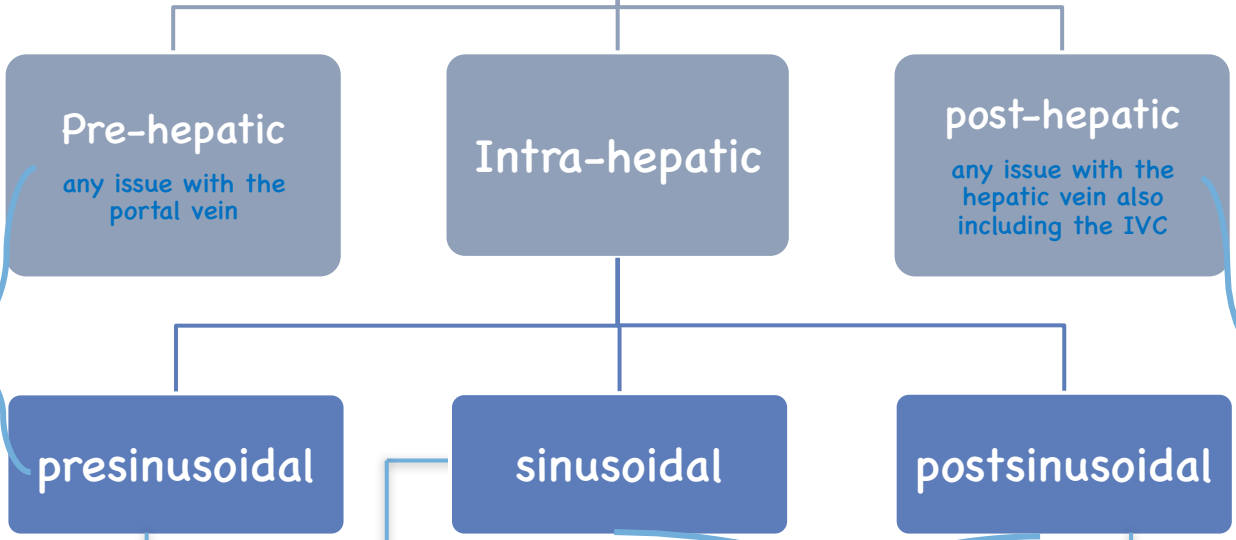 Pre-hepatic
any issue with the
portal vein
Intra-hepatic
post-hepatic
any issue with the
hepatic vein also
including the IVC
presinusoidal
sinusoidal
postsinusoidal